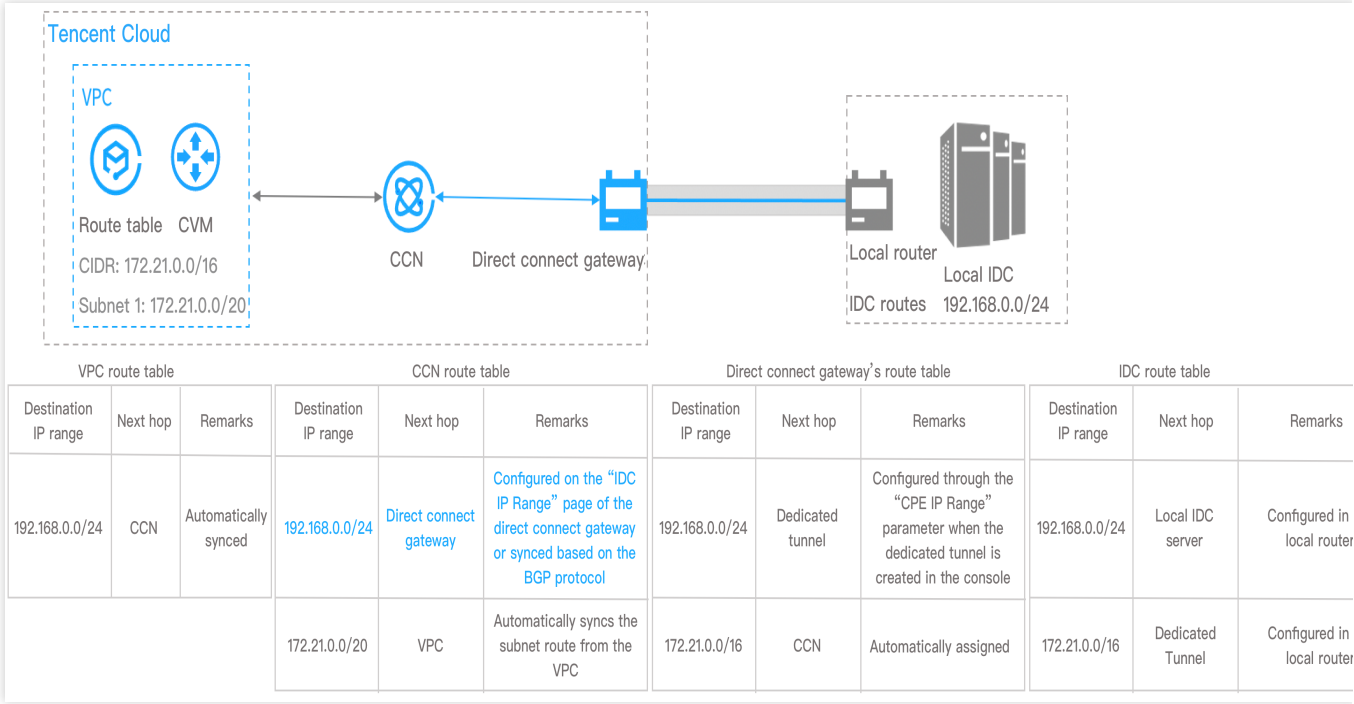 Tencent Cloud
VPC
Route table
CVM
CIDR: 172.21.0.0/16
Subnet 1: 172.21.0.0/20
CCN
Direct connect gateway
Local router
Local IDC
IDC routes
192.168.0.0/24
VPC route table
Destination
IP range
Next hop
Remarks
192.168.0.0/24
CCN
Automatically
synced
CCN route table
Destination
IP range
Next hop
Remarks
192.168.0.0/24
Direct connect
gateway
Configured on the “IDC
IP Range” page of the
direct connect gateway
or synced based on the
BGP protocol
172.21.0.0/20
VPC
Automatically syncs the
subnet route from the
VPC
Direct connect gateway’s route table
Destination
IP range
Next hop
Remarks
192.168.0.0/24
Dedicated
tunnel
Configured through the
“CPE IP Range”
parameter when the
dedicated tunnel is
created in the console
172.21.0.0/16
CCN
Automatically assigned
IDC route table
Destination
IP range
Next hop
Remarks
192.168.0.0/24
Local IDC
server
Configured in
local router
172.21.0.0/16
Dedicated
Tunnel
Configured in
local router